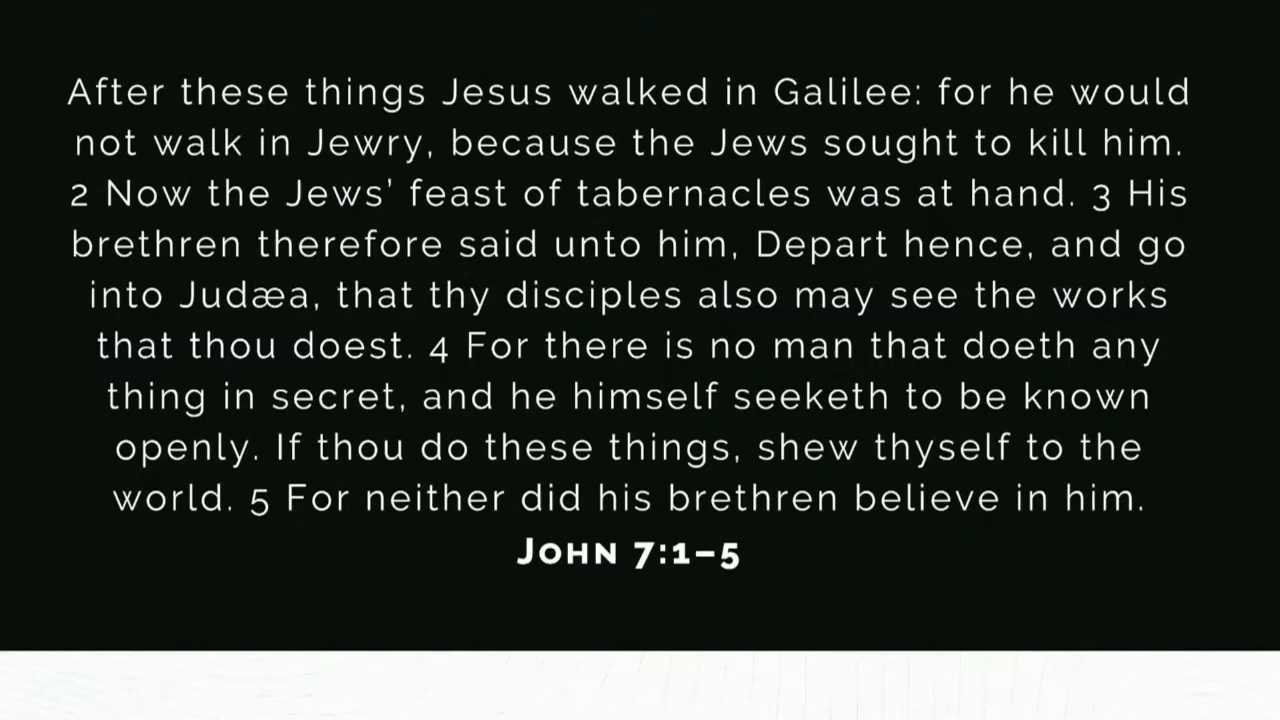 After these things Jesus walked in Galilee: for he would
not walk in Jewry, because the Jews sought to kill him.
2 Now the Jews' feast of tabernacles was at hand. 3 His
brethren therefore said unto him, Depart hence, and go
into Judæa, that thy disciples also may see the works
that thou doest. 4 For there is no man that doeth any
thing in secret, and he himself seeketh to be known
openly. If thou do these things, shew thyself to the
world. 5 For neither did his brethren believe in him.
JOHN 7:1–5